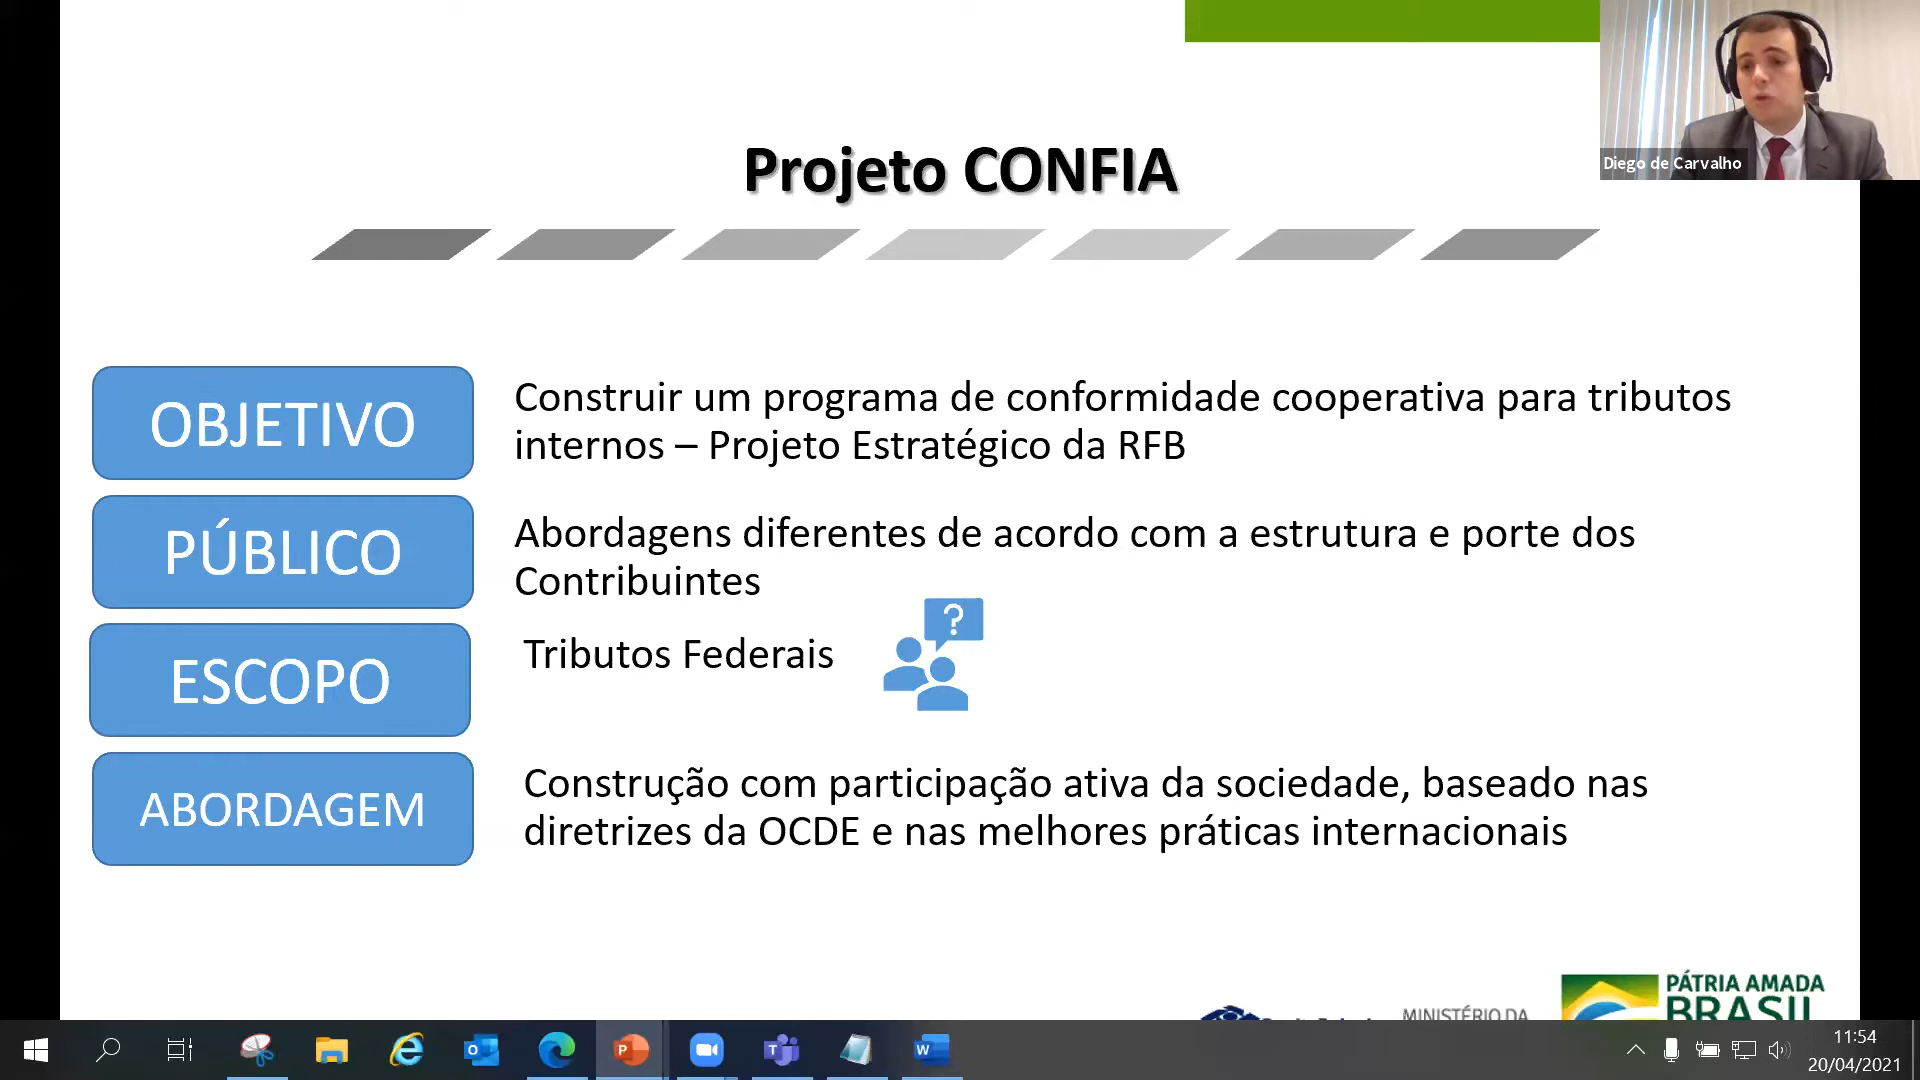 Projeto CONFIA
Diego de Carvalho
OBJETIVO
Construir um programa de conformidade cooperativa para tributos
internos – Projeto Estratégico da RFB
PÚBLICO
Abordagens diferentes de acordo com a estrutura e porte dos
Contribuintes
ESCOPO
Tributos Federais
?
ABORDAGEM
Construção com participação ativa da sociedade, baseado nas
diretrizes da OCDE e nas melhores práticas internacionais
MINISTÉRIO DA
PÁTRIA AMADA
BRASIL
11:54
20/04/2021